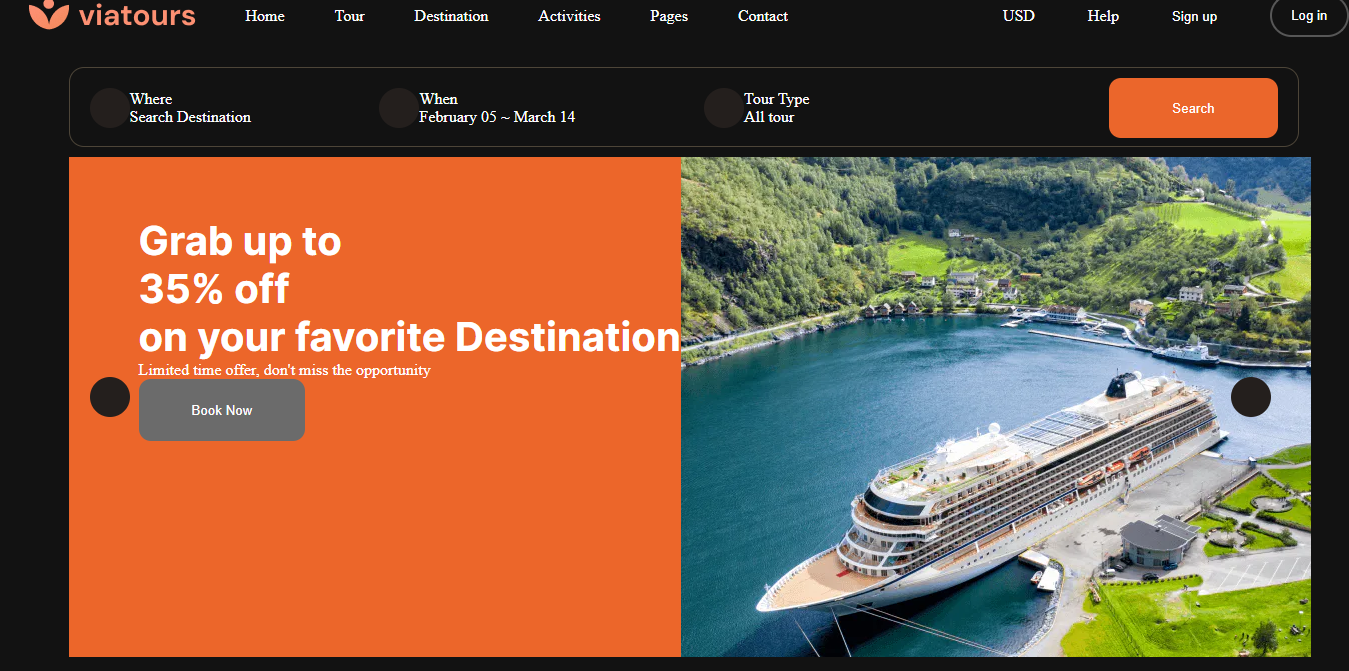 viatours
Home Tour Destination Activities Pages Contact USD Help Sign up Log in
Where
Search Destination
When
February 05 ~ March 14
Tour Type
All tour
Search
Grab up to
35% off
on your favorite Destination
Limited time offer, don't miss the opportunity
Book Now